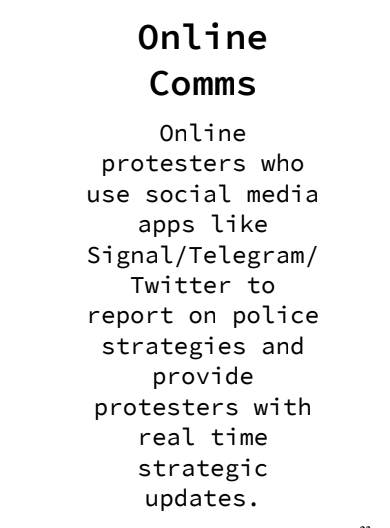 Online
Comms
Online
protesters who
use social media
apps like
Signal/Telegram/
Twitter to
report on police
strategies and
provide
protesters with
real time
strategic
updates.